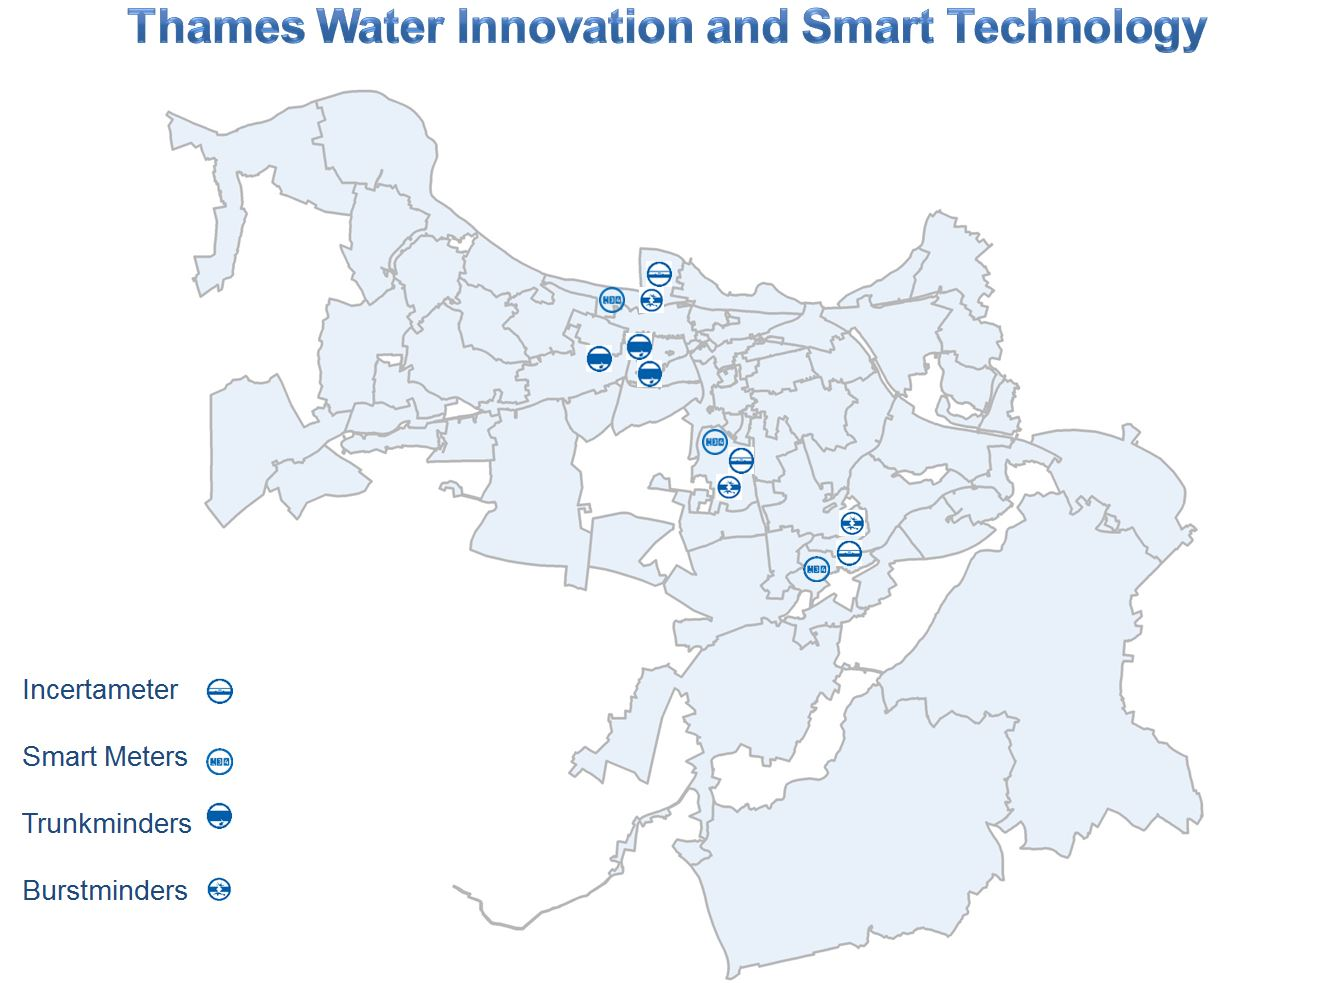 Thames Water Innovation and Smart Technology
Incertameter
Smart Meters
Trunkminders
Burstminders